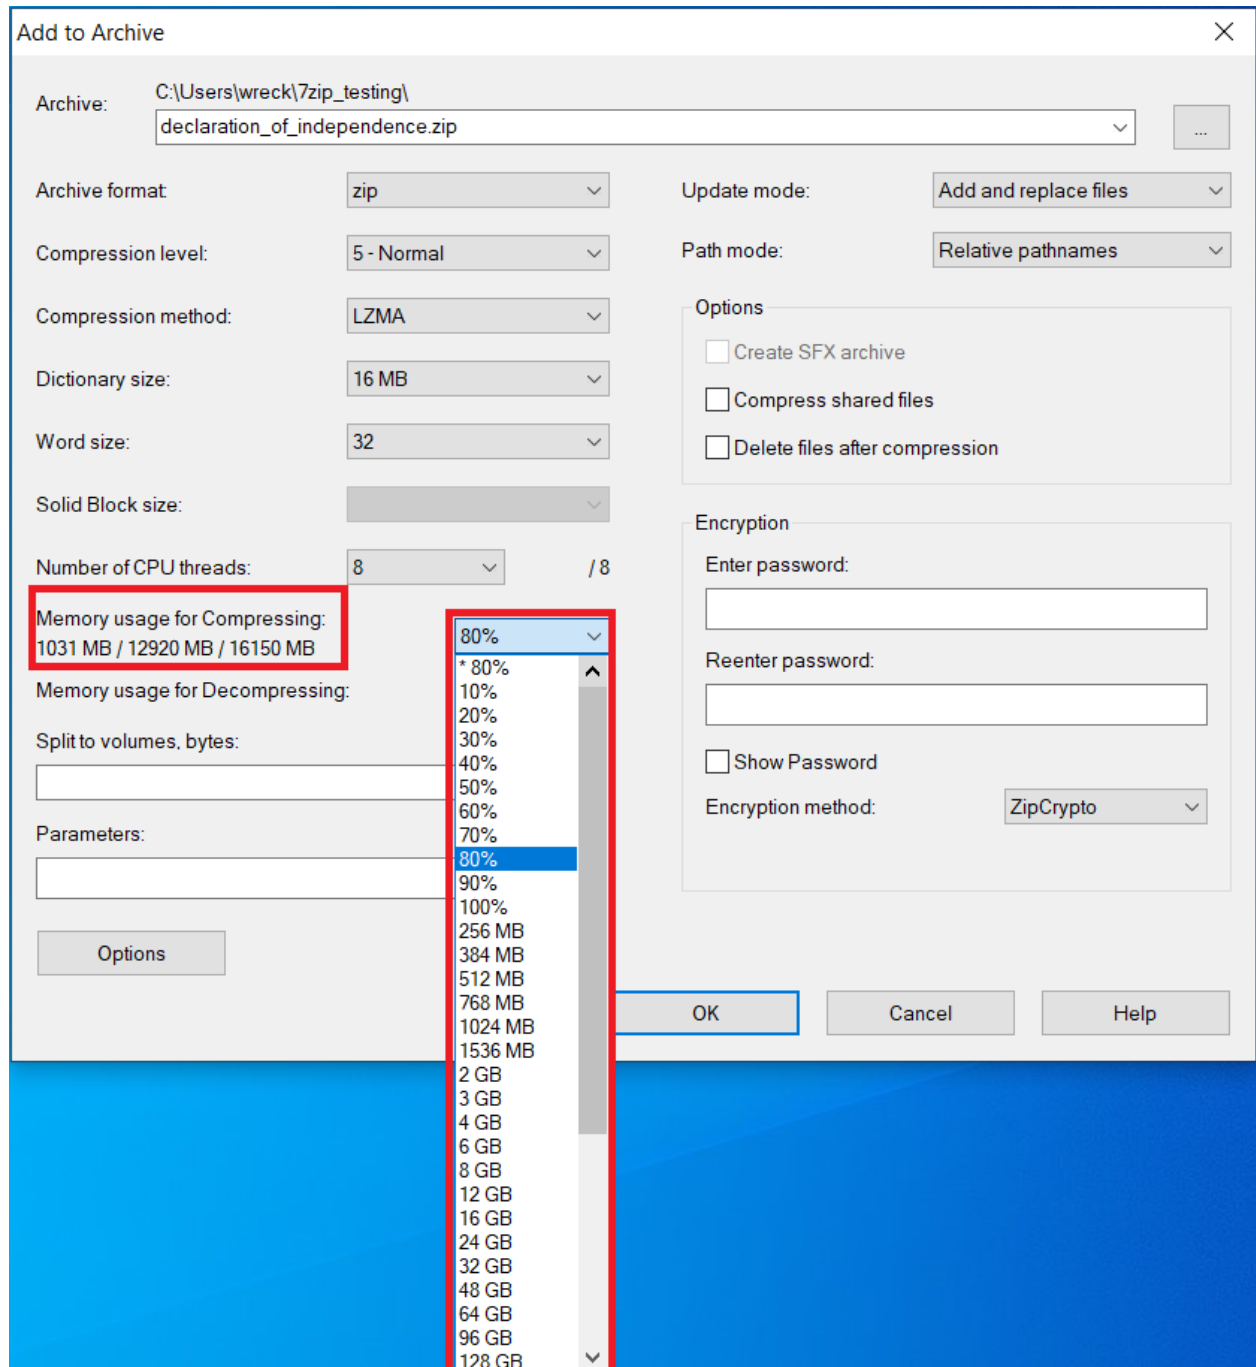 Add to Archive
Archive:
C:\Users\wreck\7zip_testing\
declaration_of_independence.zip
...
Archive format:
zip
Compression level:
5 - Normal
Compression method:
LZMA
Dictionary size:
16 MB
Word size:
32
Solid Block size:
Number of CPU threads:
8
/ 8
Memory usage for Compressing:
1031 MB / 12920 MB / 16150 MB
80%
* 80%
10%
20%
30%
40%
50%
60%
70%
80%
90%
100%
256 MB
384 MB
512 MB
768 MB
1024 MB
1536 MB
2 GB
3 GB
4 GB
6 GB
8 GB
12 GB
16 GB
24 GB
32 GB
48 GB
64 GB
96 GB
128 GB
Memory usage for Decompressing:
Split to volumes, bytes:
Parameters:
Options
Update mode:
Add and replace files
Path mode:
Relative pathnames
Options
Create SFX archive
Compress shared files
Delete files after compression
Encryption
Enter password:
Reenter password:
Show Password
Encryption method:
ZipCrypto
OK
Cancel
Help